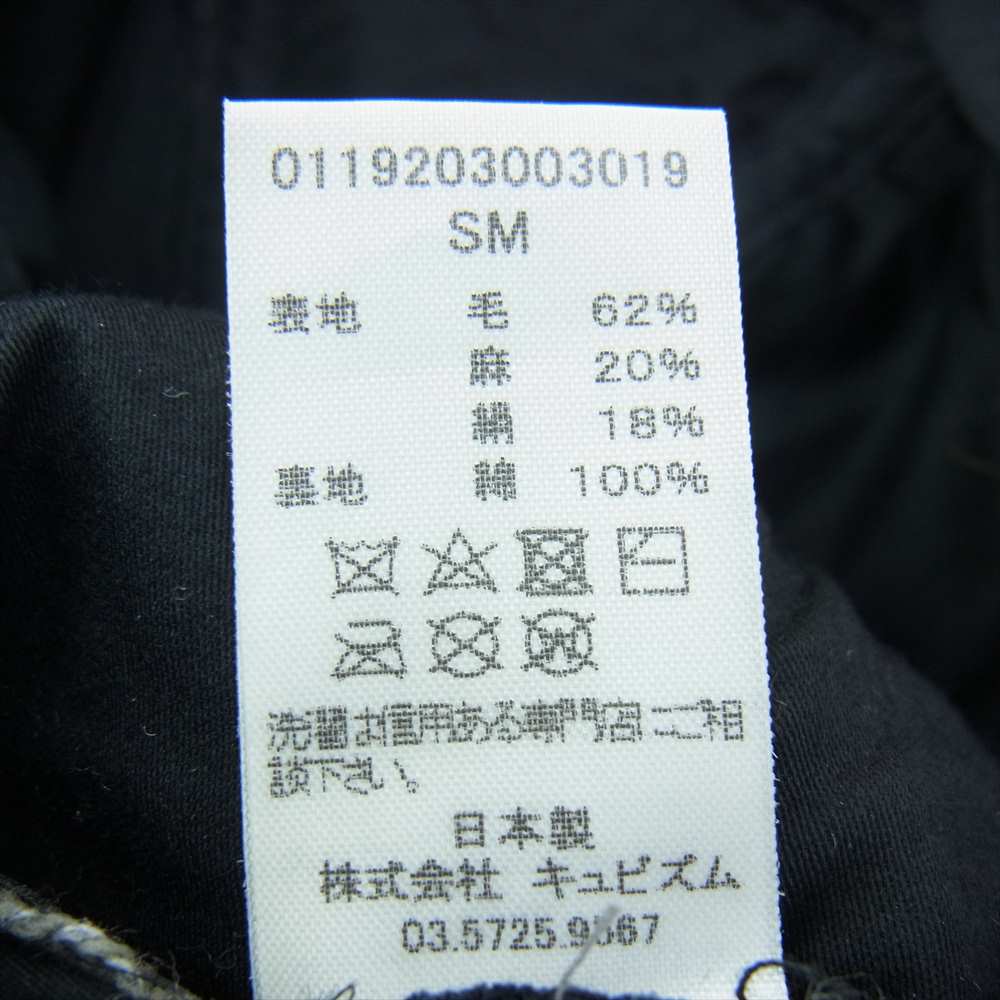 0119203003019
SM
表地 毛 62%
麻 20%
絹 18%
裏地 綿 100%
洗濯は信用ある専門店にご相
談下さい。
日本製
株式会社 キュビズム
03.5725.9567